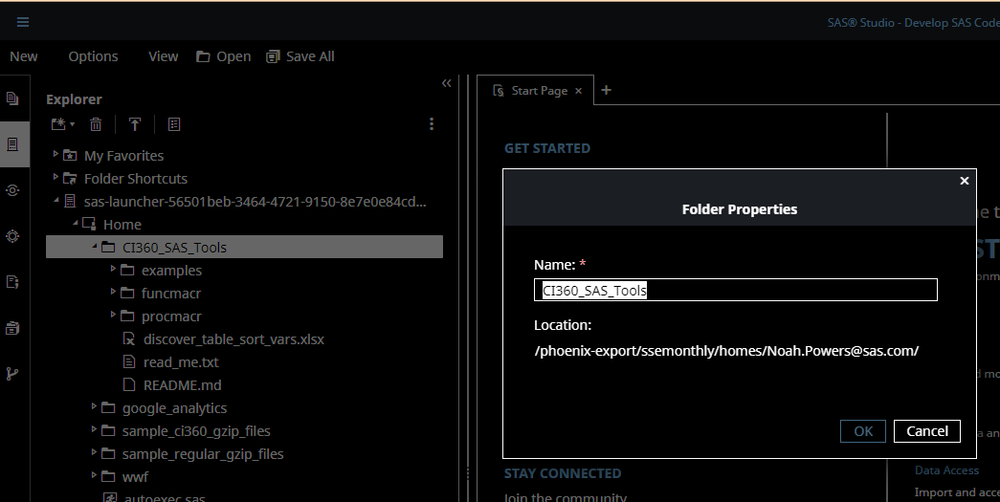 SAS® Studio - Develop SAS Code
New Options View Open Save All
Explorer
Start Page
My Favorites
Folder Shortcuts
sas-launcher-56501beb-3464-4721-9150-8e7e0e84cd...
Home
CI360_SAS_Tools
examples
funcmacr
procmacr
discover_table_sort_vars.xlsx
read_me.txt
README.md
google_analytics
sample_ci360_gzip_files
sample_regular_gzip_files
wwf
autoexec.sas
GET STARTED
Folder Properties
Name: *
CI360_SAS_Tools
Location:
/phoenix-export/ssemonthly/homes/Noah.Powers@sas.com/
OK Cancel
STAY CONNECTED
Join the community
Data Access
Import and acce